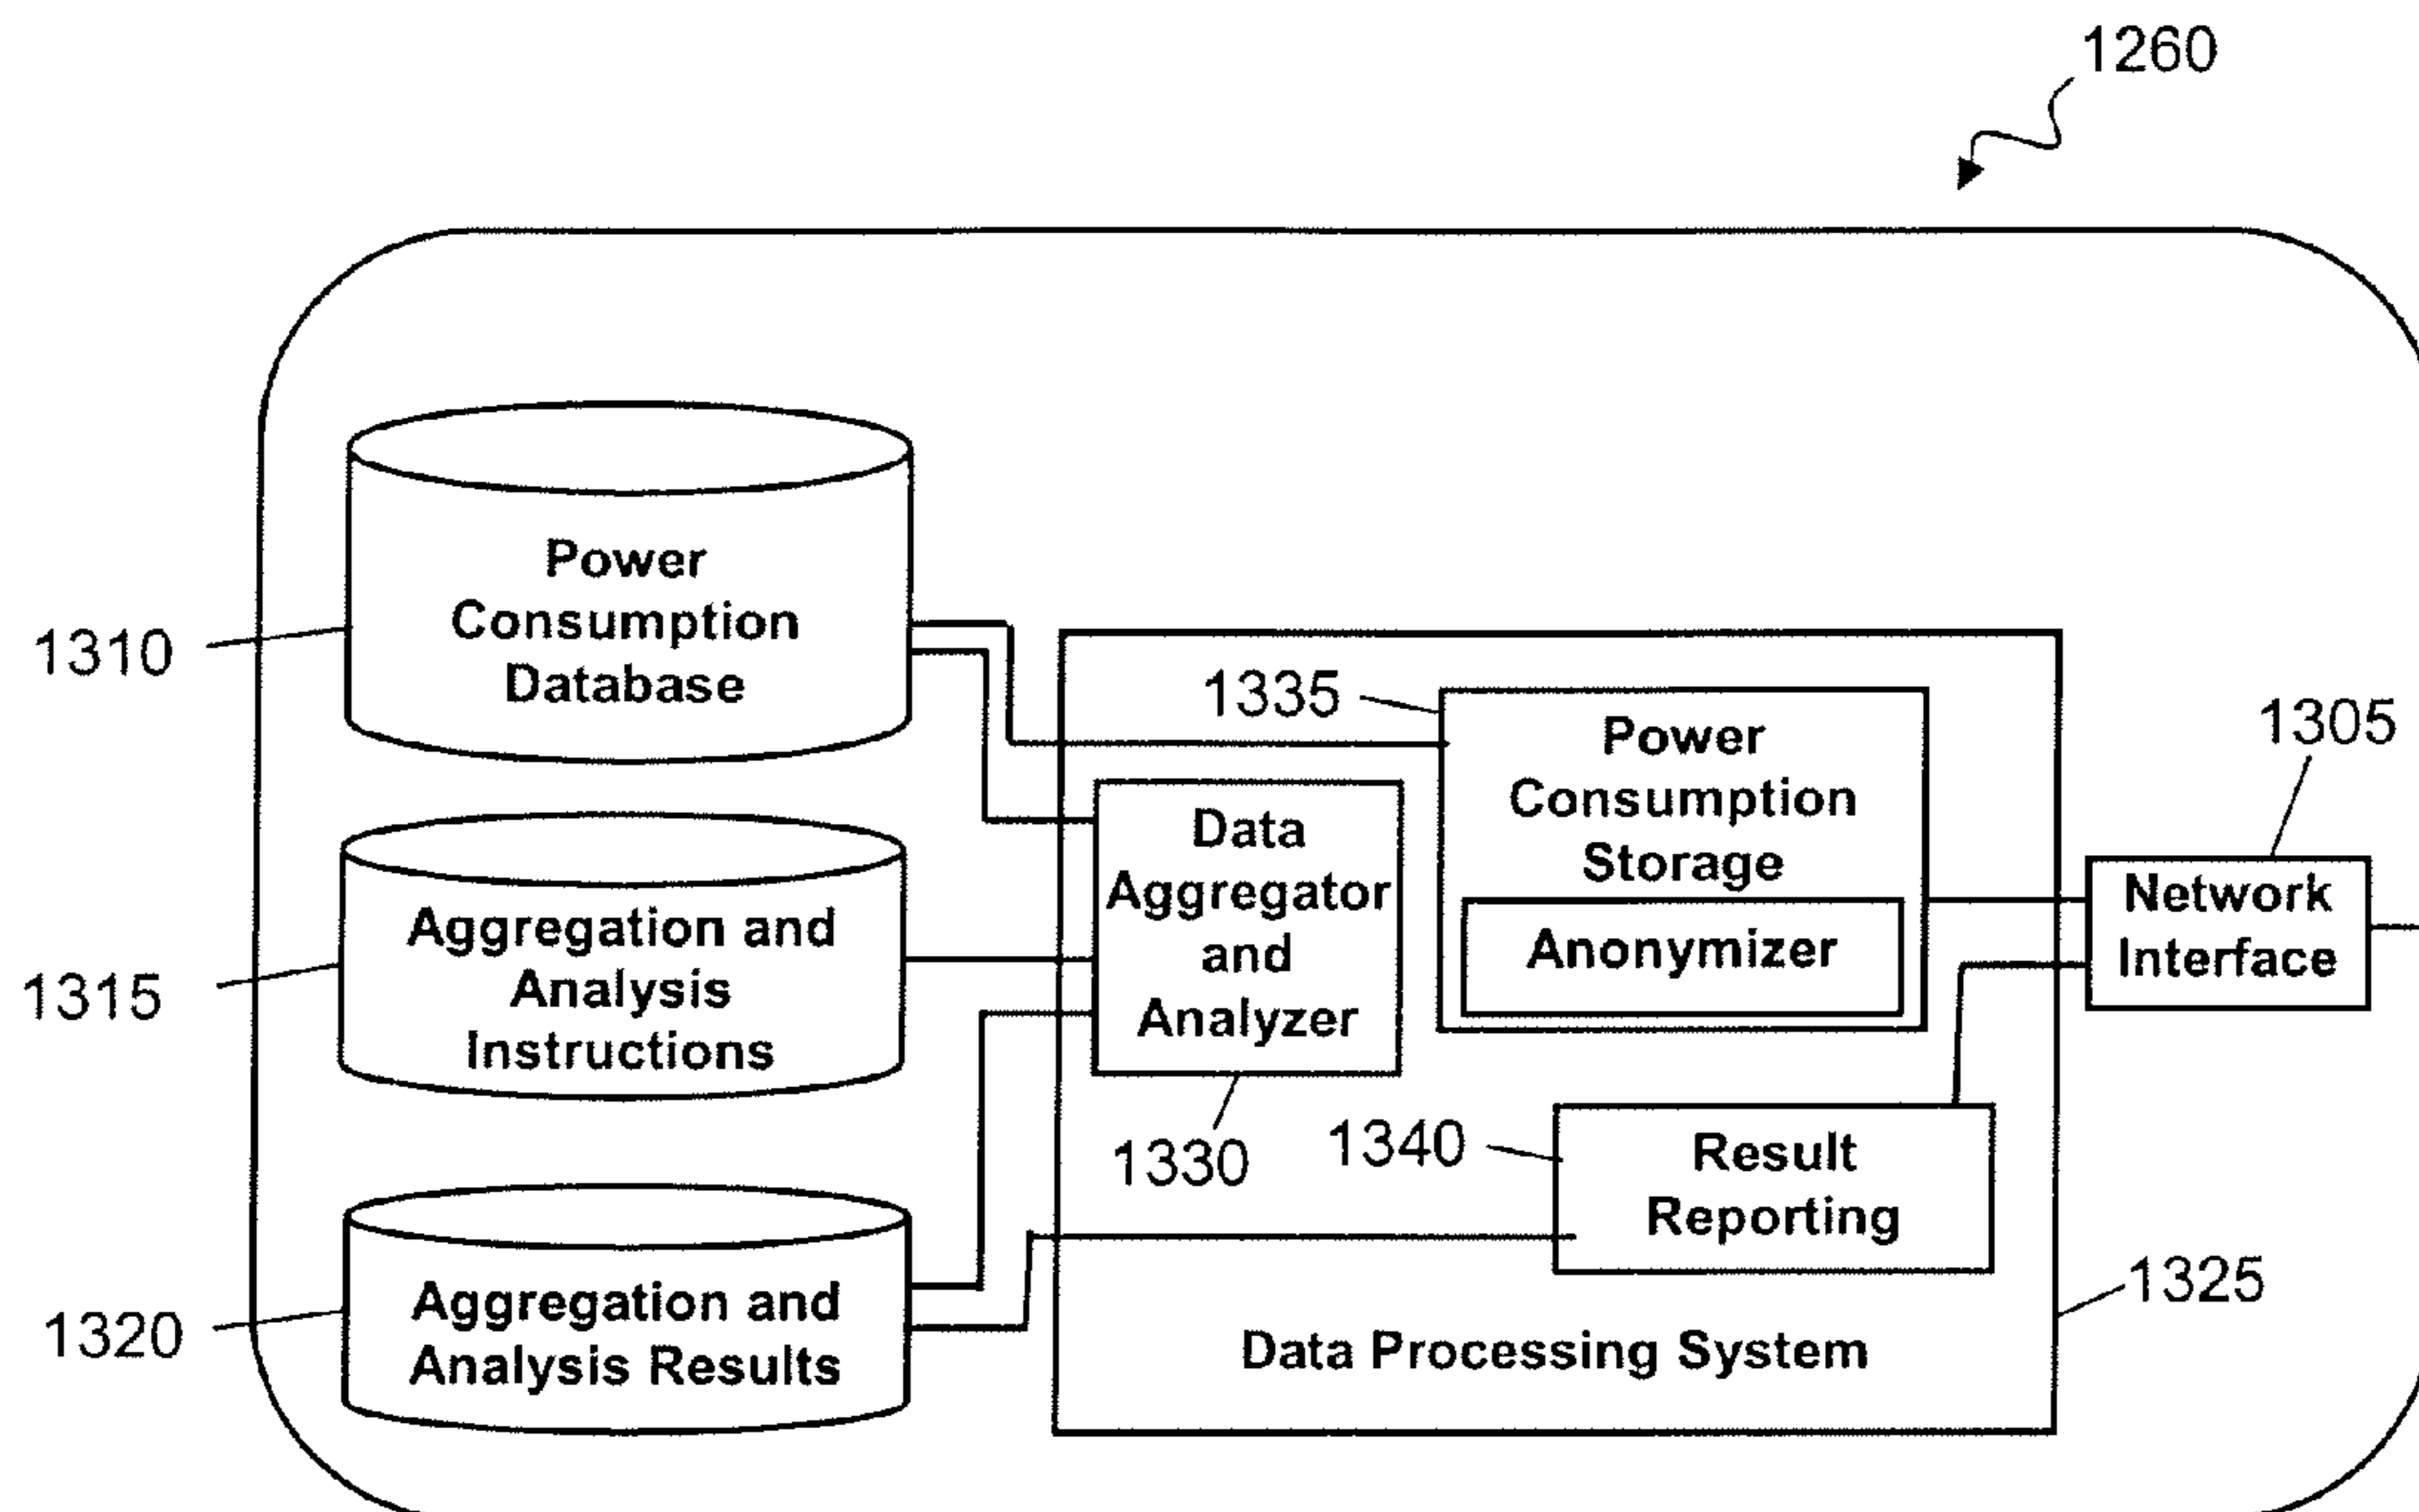 1260
Power
Consumption
Database
1310
1335
Power
Consumption
Storage
Anonymizer
1305
Network
Interface
Data
Aggregator
and
Analyzer
1330
Aggregation and
Analysis
Instructions
1315
1340
Result
Reporting
1325
Aggregation and
Analysis Results
1320
Data Processing System